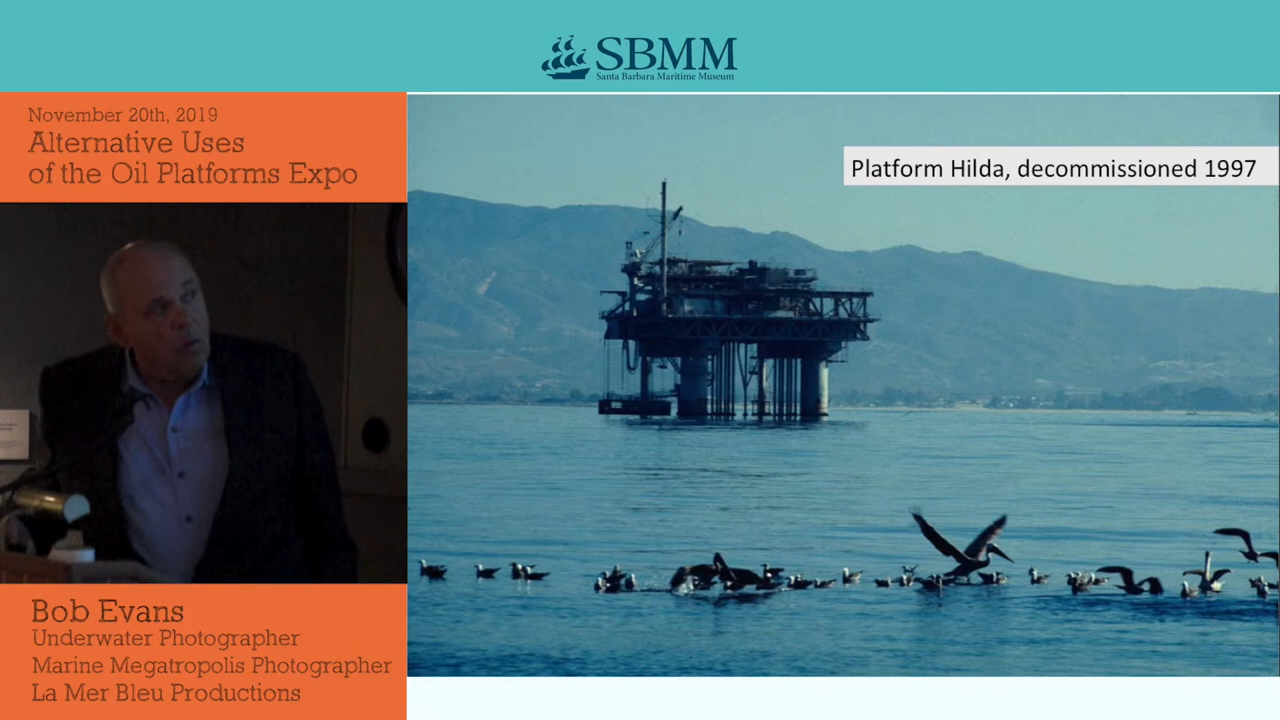 SBMM
Santa Barbara Maritime Museum
November 20th, 2019
Alternative Uses
of the Oil Platforms Expo
Platform Hilda, decommissioned 1997
Bob Evans
Underwater Photographer
Marine Megatropolis Photographer
La Mer Bleu Productions